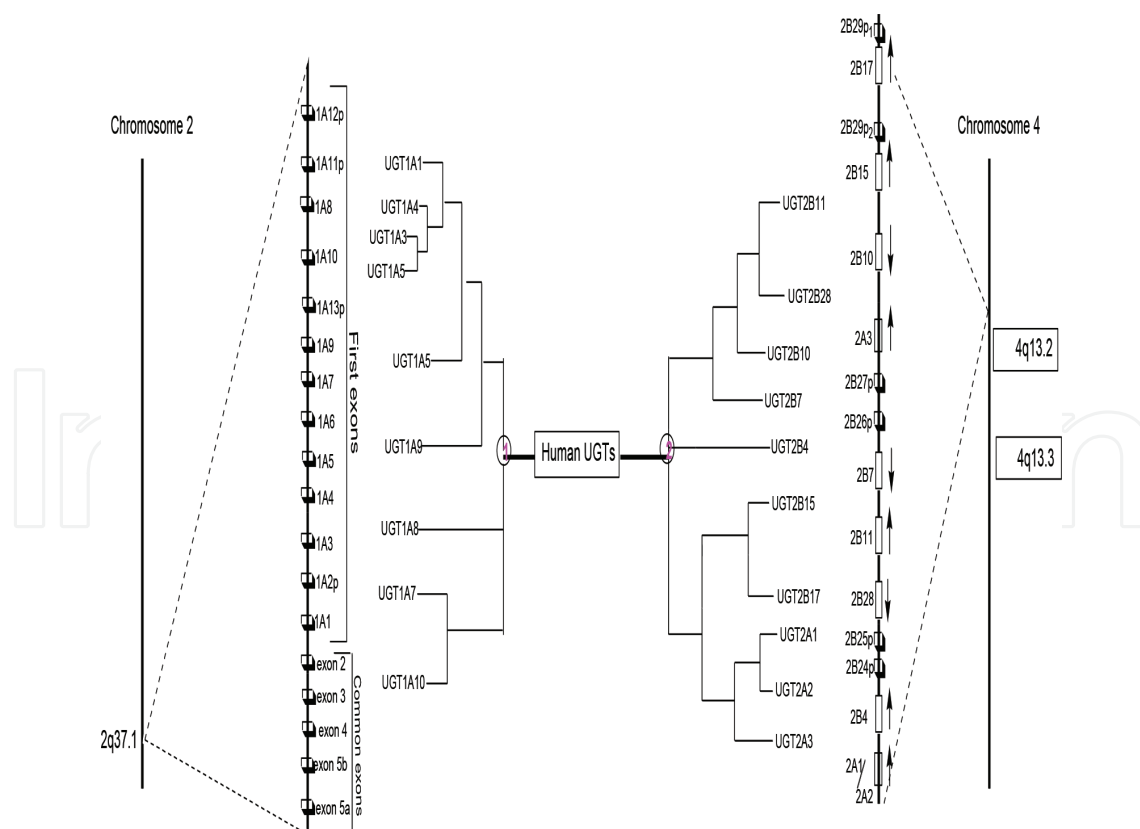 Chromosome 2
2q37.1
1A12p
1A11p
1A8
1A10
1A13p
1A9
1A7
1A6
1A5
1A4
1A3
1A2p
1A1
exon 2
exon 3
exon 4
exon 5b
exon 5a
First exons
Common exons
UGT1A1
UGT1A4
UGT1A3
UGT1A5
UGT1A5
UGT1A9
UGT1A8
UGT1A7
UGT1A10
1
Human UGTs
2
UGT2B11
UGT2B28
UGT2B10
UGT2B7
UGT2B4
UGT2B15
UGT2B17
UGT2A1
UGT2A2
UGT2A3
2B29p1
2B17
2B29p2
2B15
2B10
2A3
2B27p
2B26p
2B7
2B11
2B28
2B25p
2B24p
2B4
2A1/
2A2
Chromosome 4
4q13.2
4q13.3